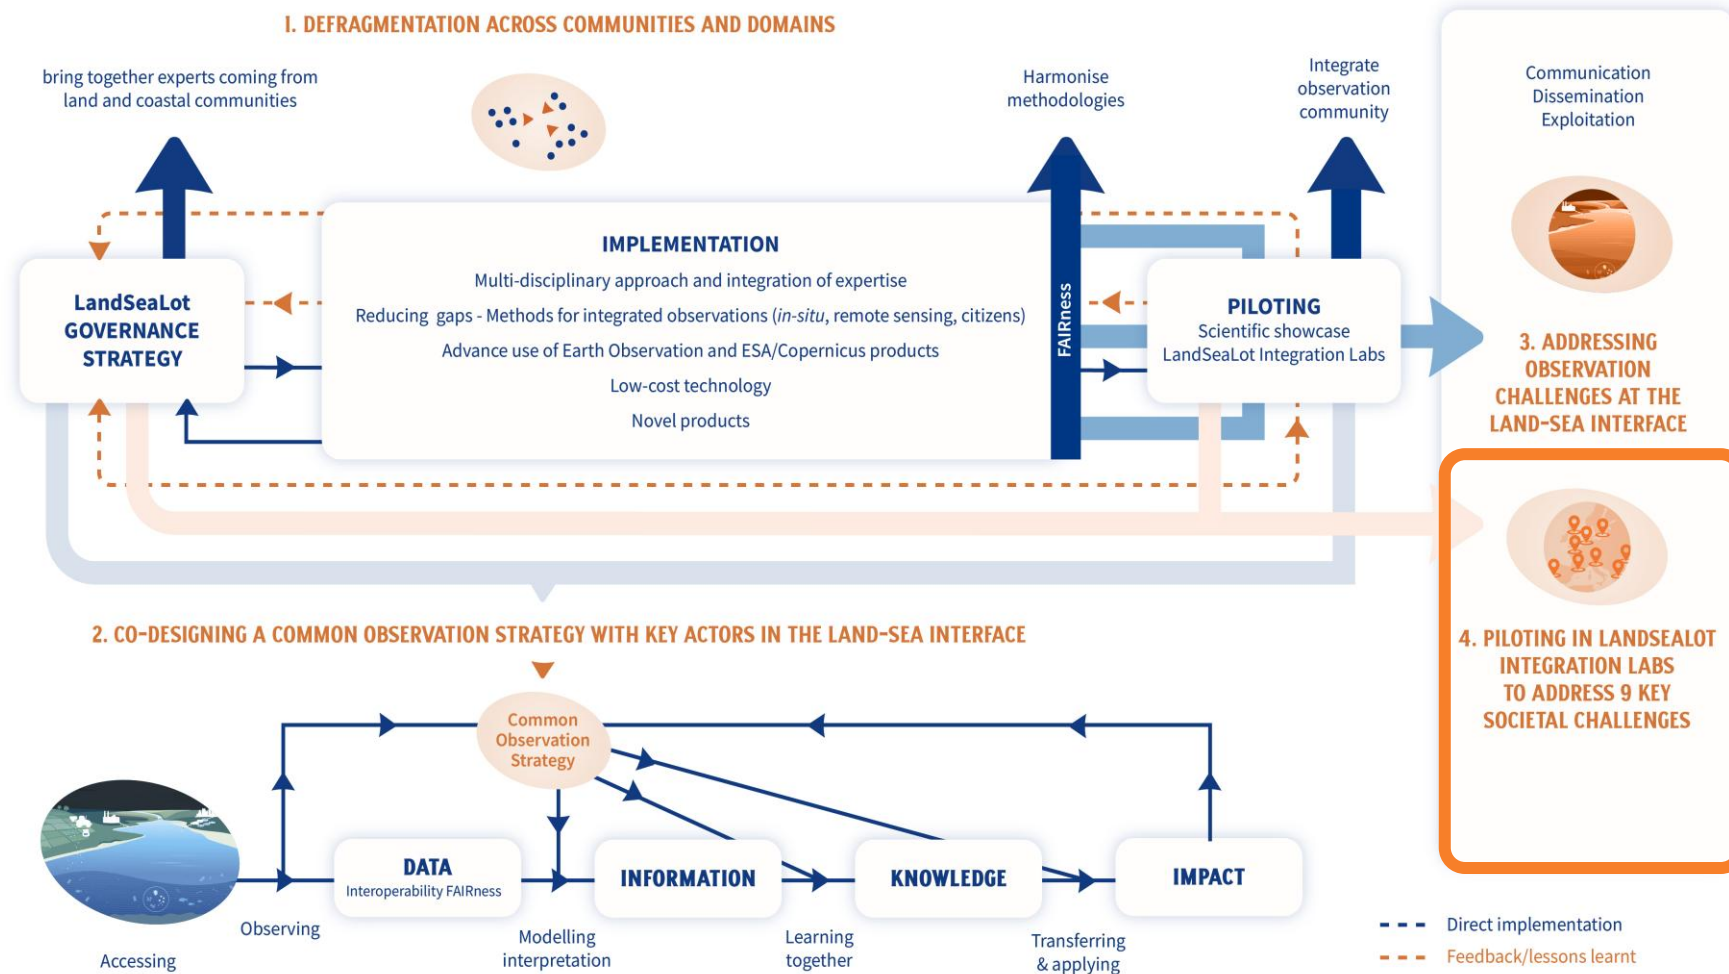 1. DEFRAGMENTATION ACROSS COMMUNITIES AND DOMAINS
bring together experts coming from
land and coastal communities
Harmonise
methodologies
Integrate
observation
community
Communication
Dissemination
Exploitation
LandSeaLot
GOVERNANCE
STRATEGY
IMPLEMENTATION
Multi-disciplinary approach and integration of expertise
Reducing gaps - Methods for integrated observations (in-situ, remote sensing, citizens)
Advance use of Earth Observation and ESA/Copernicus products
Low-cost technology
Novel products
FAIRness
PILOTING
Scientific showcase
LandSeaLot Integration Labs
3. ADDRESSING
OBSERVATION
CHALLENGES AT THE
LAND-SEA INTERFACE
4. PILOTING IN LANDSEALOT
INTEGRATION LABS
TO ADDRESS 9 KEY
SOCIETAL CHALLENGES
2. CO-DESIGNING A COMMON OBSERVATION STRATEGY WITH KEY ACTORS IN THE LAND-SEA INTERFACE
Common
Observation
Strategy
DATA
Interoperability FAIRness
INFORMATION
KNOWLEDGE
IMPACT
Accessing
Observing
Modelling
interpretation
Learning
together
Transferring
& applying
Direct implementation
Feedback/lessons learnt